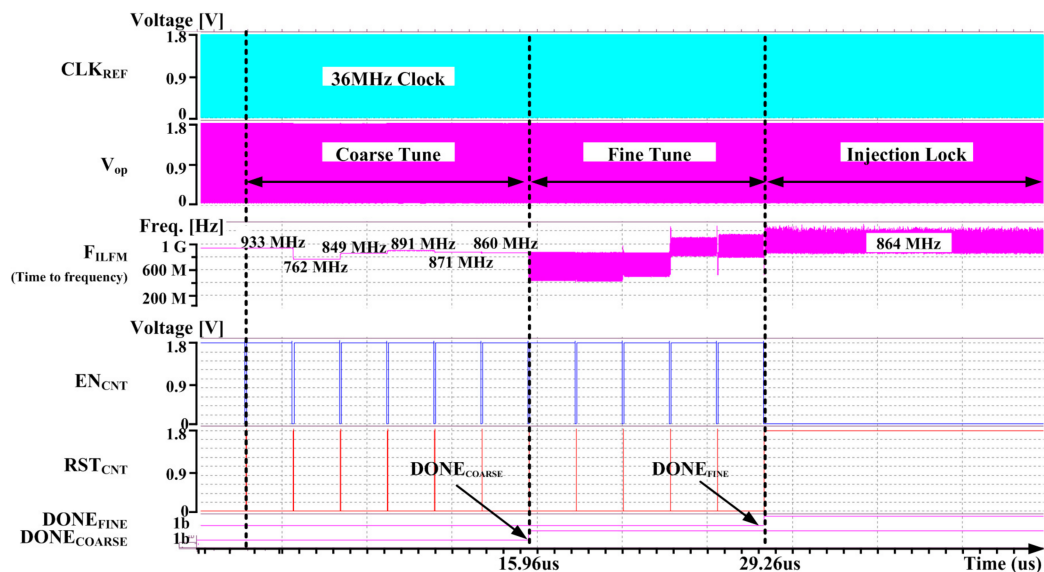 Voltage [V]
1.8
CLKREF
0.9
36MHz Clock
0
1.8
Vop
0.9
Coarse Tune
Fine Tune
Injection Lock
0
Freq. [Hz]
933 MHz
849 MHz
891 MHz
860 MHz
1 G
FILFM
864 MHz
(Time to frequency)
600 M
762 MHz
871 MHz
200 M
Voltage [V]
1.8
ENCNT
0.9
0
1.8
RSTCNT
0.9
DONECOARSE
DONEFINE
0
DONEFINE
1b
DONECOARSE
1b
15.96us
29.26us
Time (us)